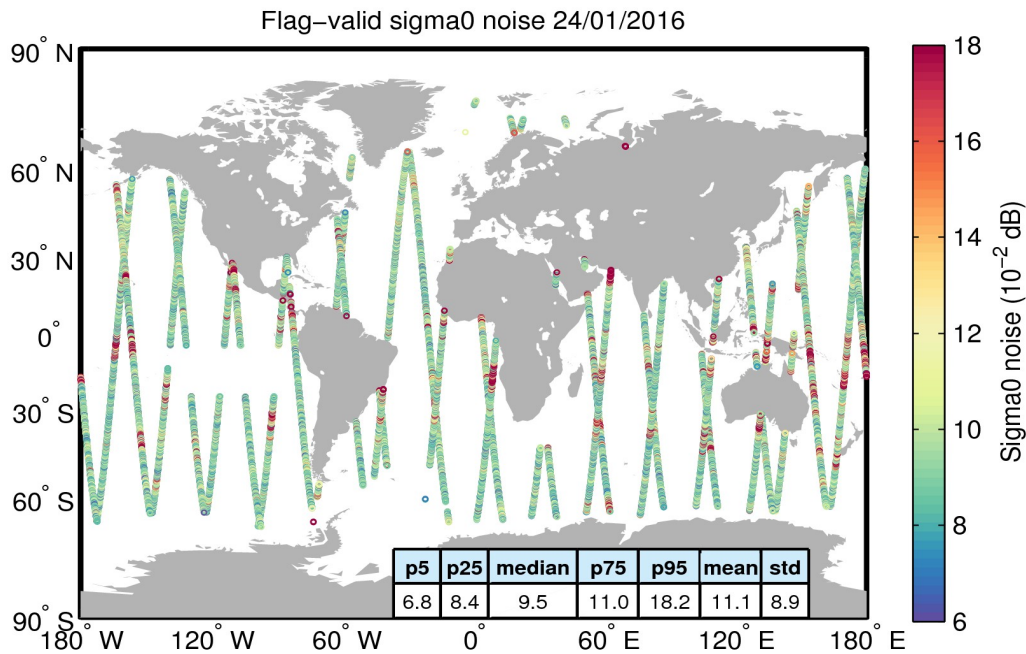 Flag−valid sigma0 noise 24/01/2016
90° N
60° N
30° N
0°
30° S
60° S
90° S
180° W 120° W 60° W 0° 60° E 120° E 180° E
p5 p25 median p75 p95 mean std
6.8 8.4 9.5 11.0 18.2 11.1 8.9
18
16
14
12
10
8
6
Sigma0 noise (10⁻² dB)